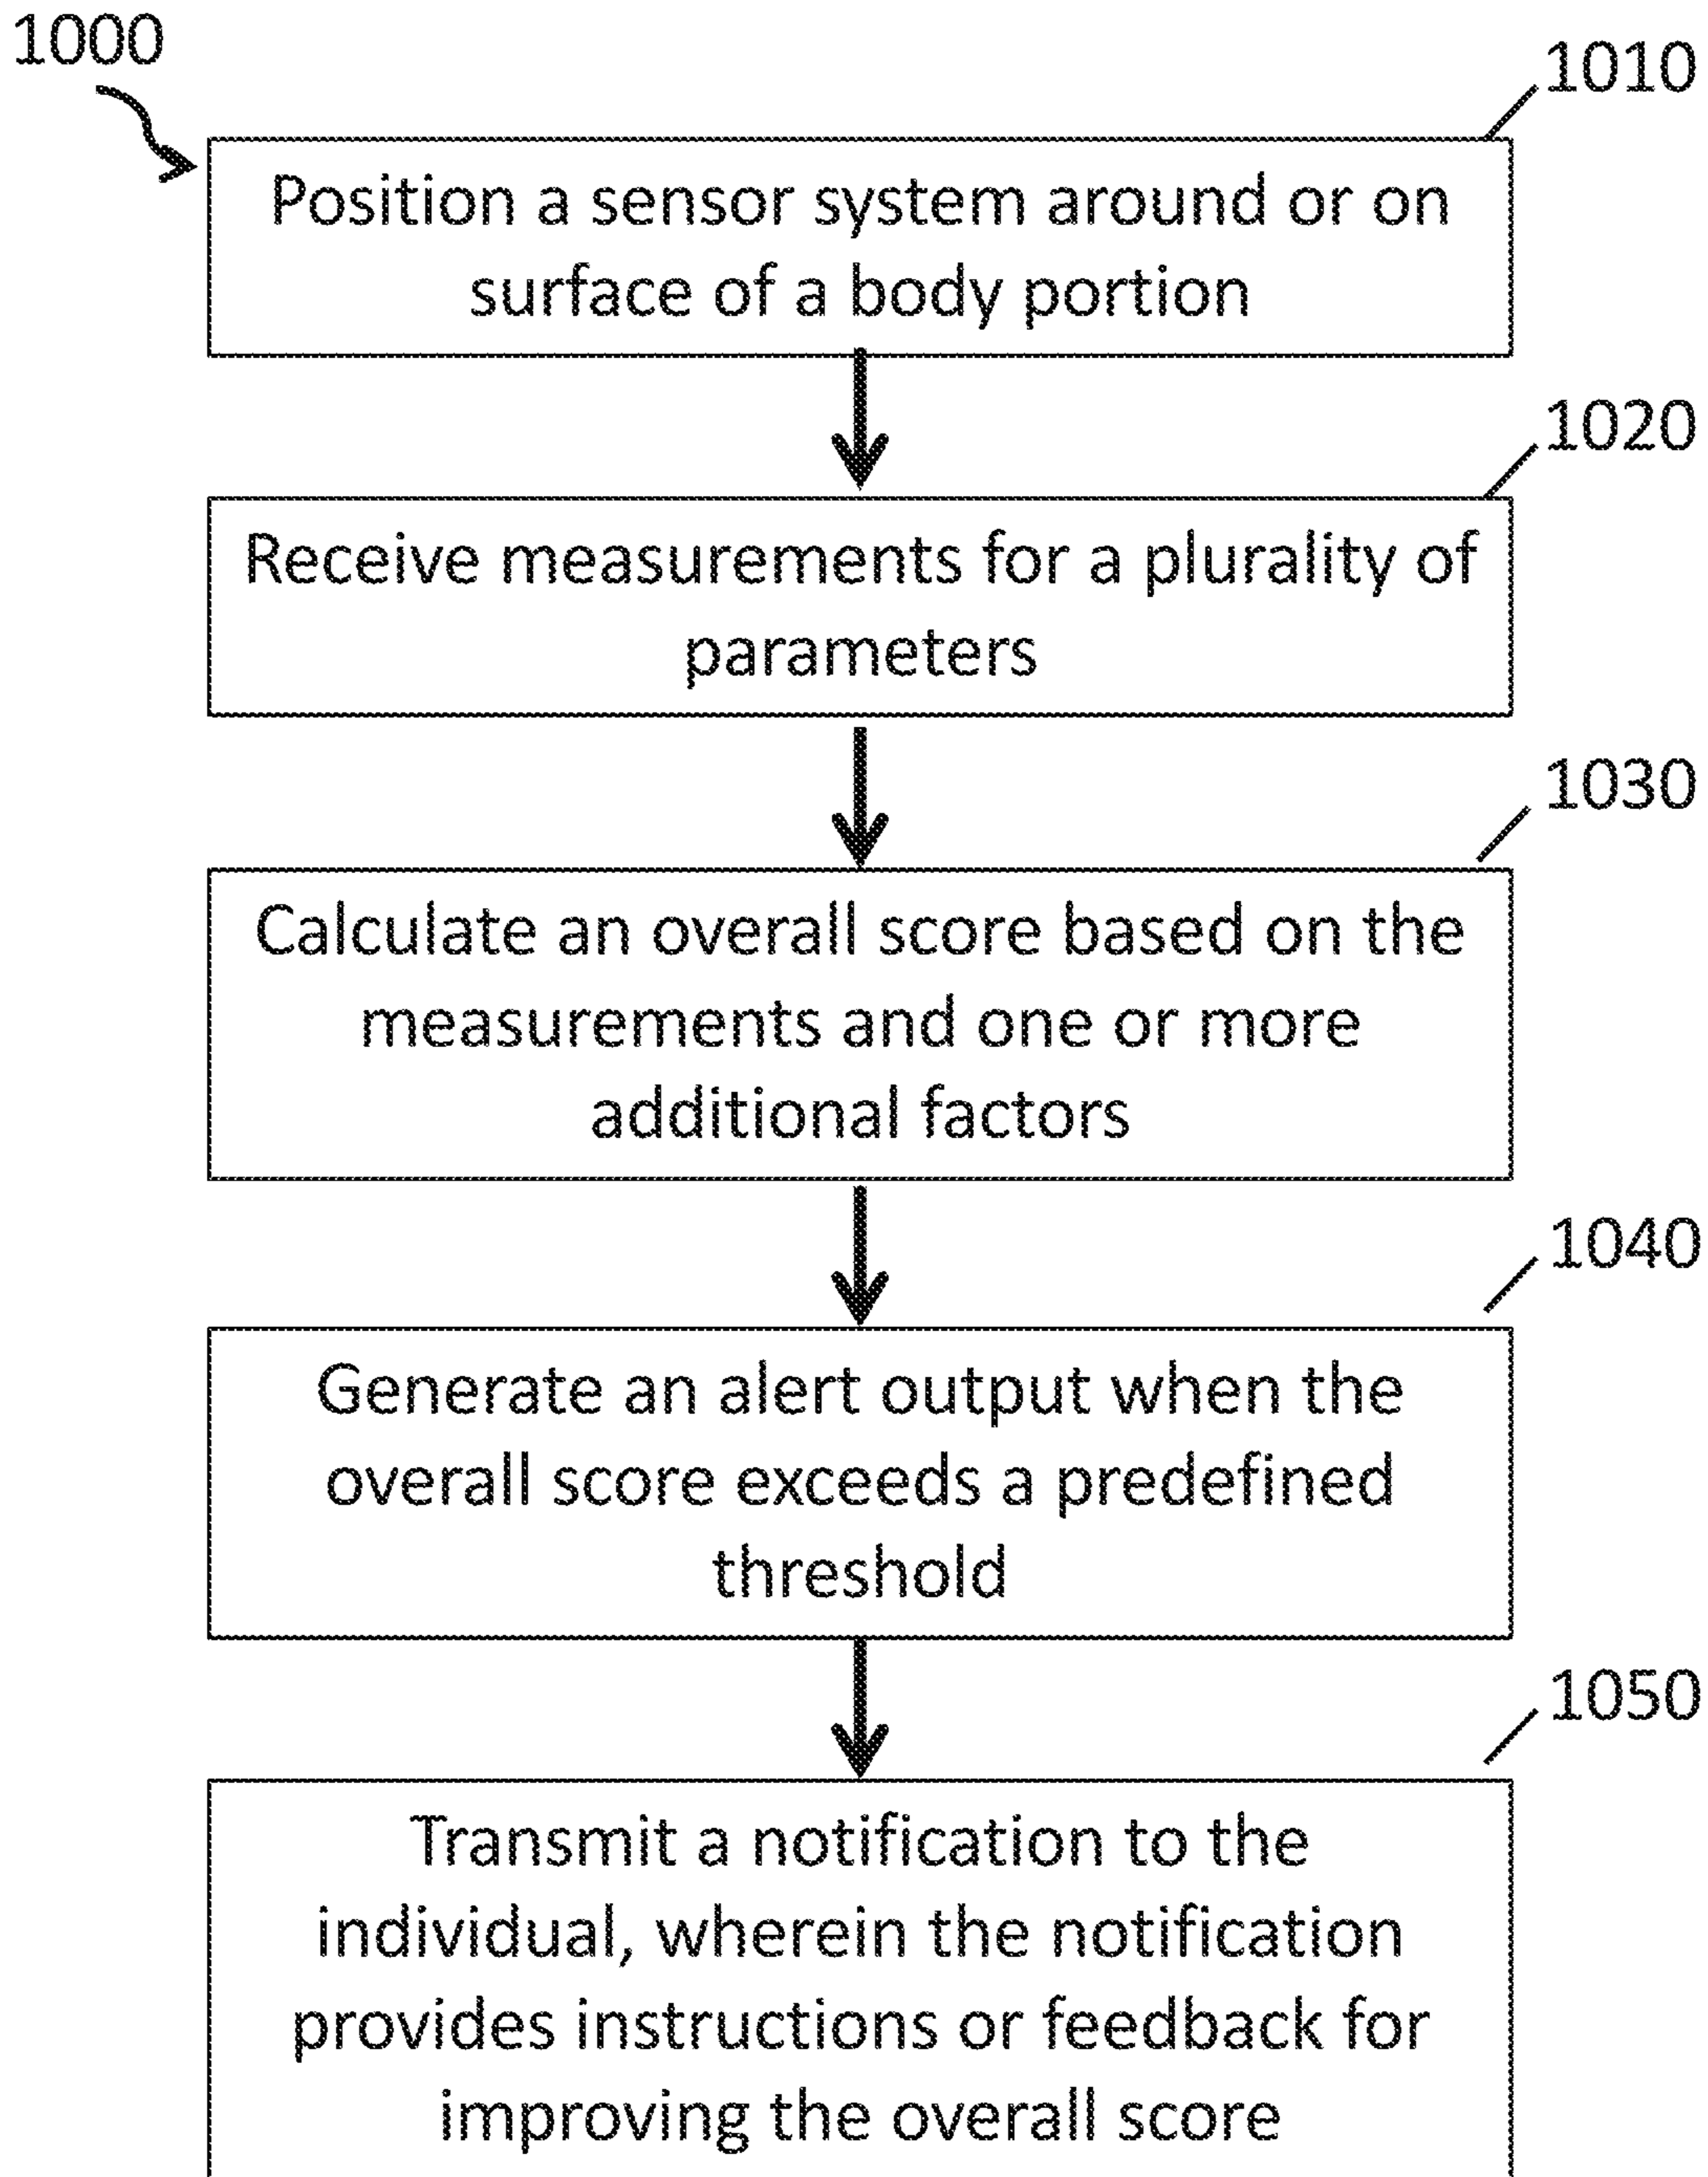 1000
1010
Position a sensor system around or on
surface of a body portion
1020
Receive measurements for a plurality of
parameters
1030
Calculate an overall score based on the
measurements and one or more
additional factors
1040
Generate an alert output when the
overall score exceeds a predefined
threshold
1050
Transmit a notification to the
individual, wherein the notification
provides instructions or feedback for
improving the overall score